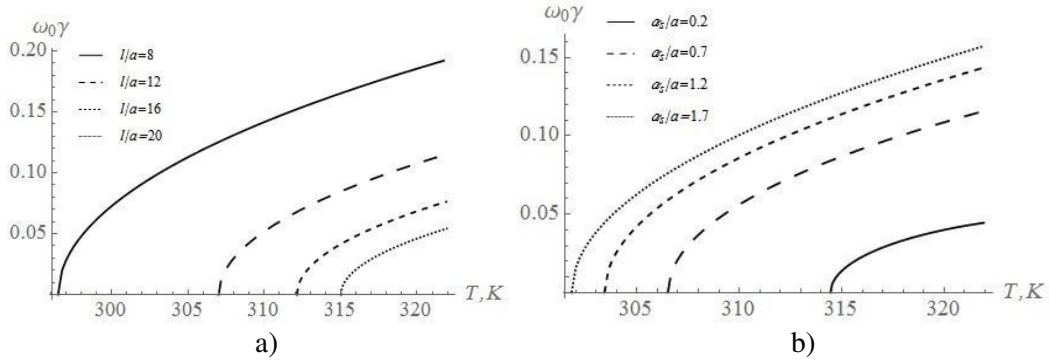 ω₀γ
0.20
0.15
0.10
0.05
l/a=8
l/a=12
l/a=16
l/a=20
300 305 310 315 320
T,K
a)
ω₀γ
0.15
0.10
0.05
aₛ/a=0.2
aₛ/a=0.7
aₛ/a=1.2
aₛ/a=1.7
305 310 315 320
T,K
b)